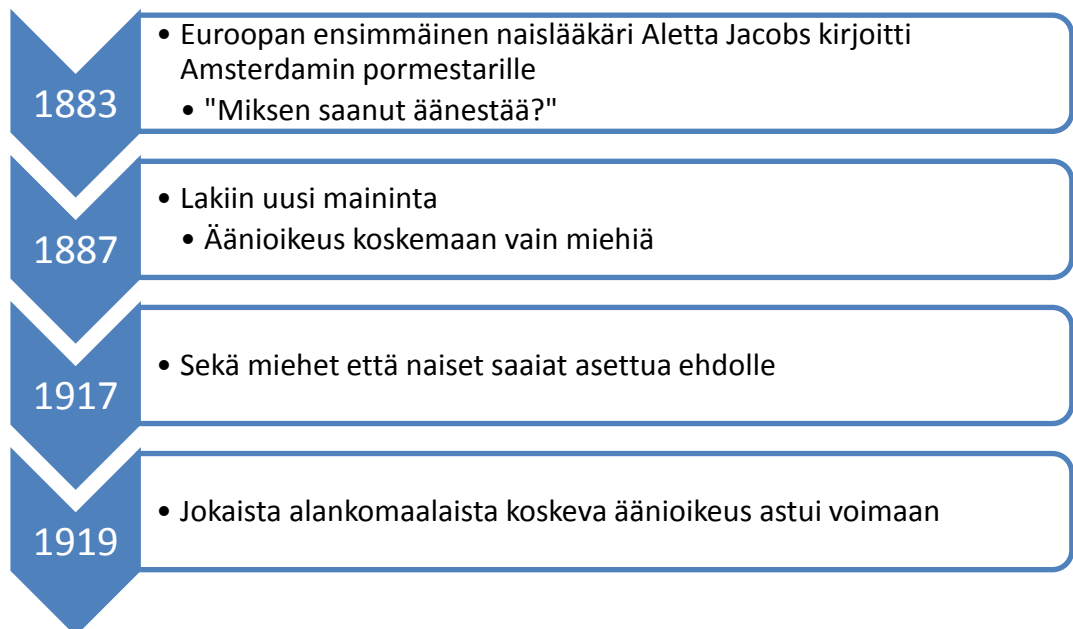 1883
• Euroopan ensimmäinen naislääkäri Aletta Jacobs kirjoitti
Amsterdamin pormestarille
• "Miksen saanut äänestää?"
1887
• Lakiin uusi maininta
• Äänioikeus koskemaan vain miehiä
1917
• Sekä miehet että naiset saaiat asettua ehdolle
1919
• Jokaista alankomaalaista koskeva äänioikeus astui voimaan